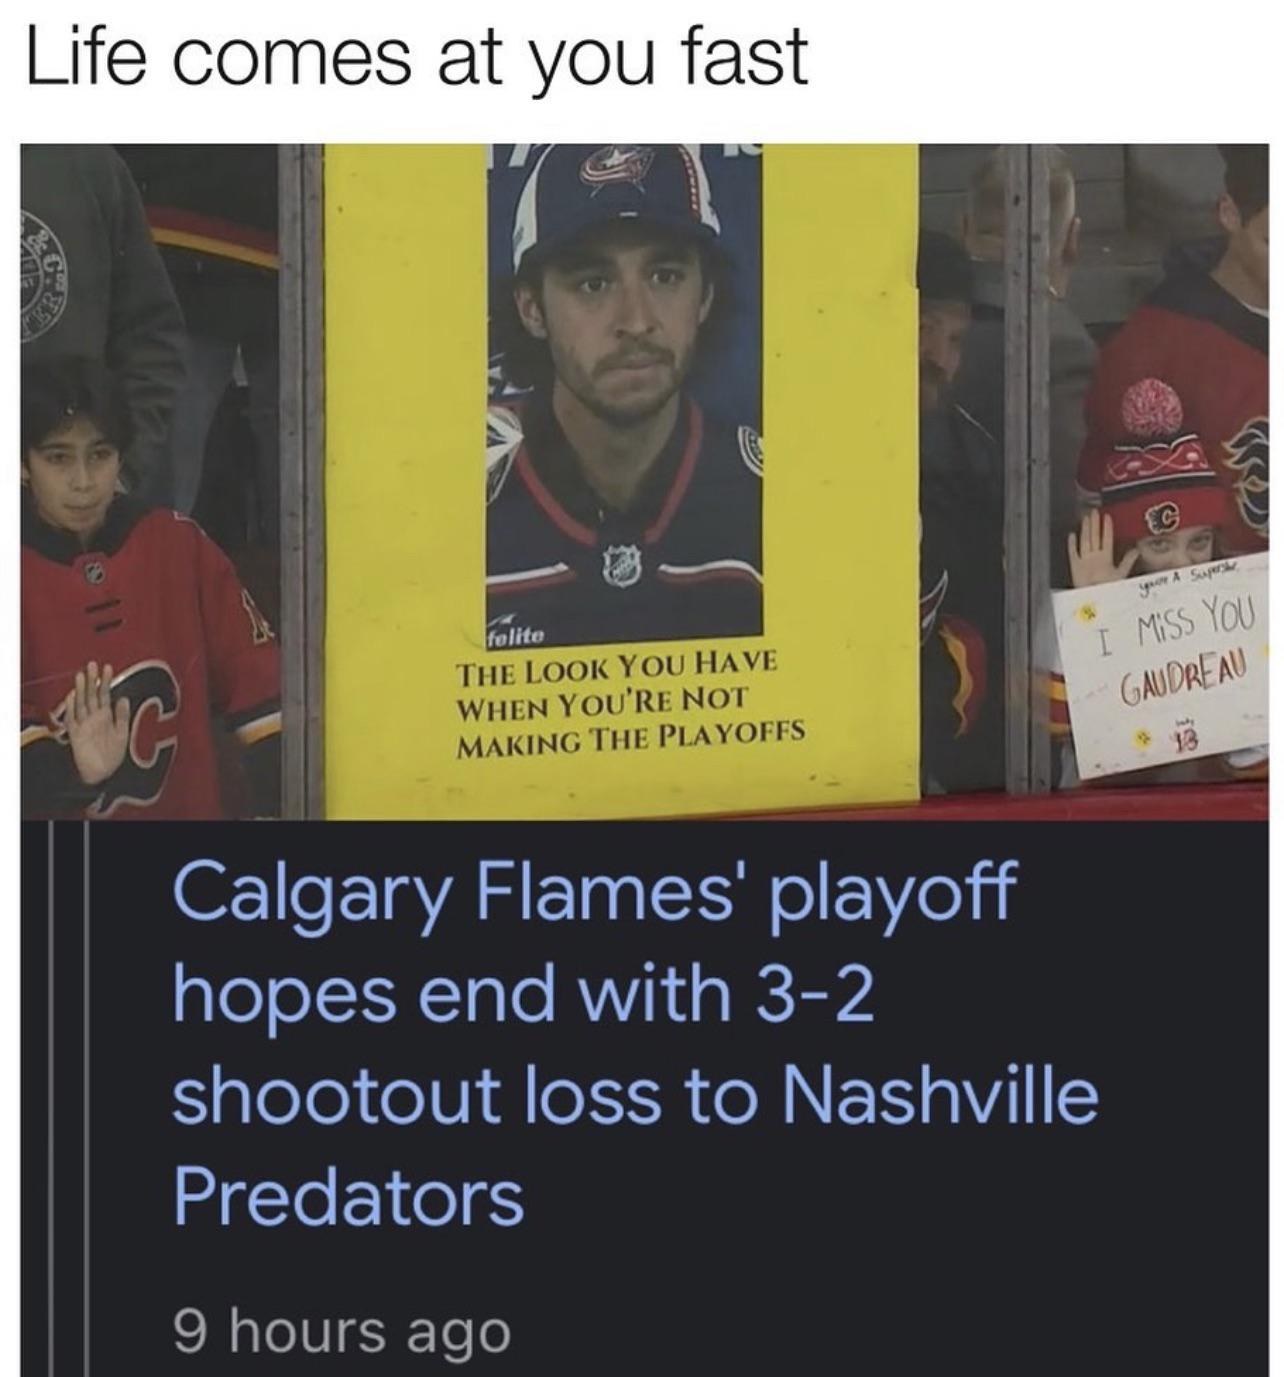 Life comes at you fast
felite
THE LOOK YOU HAVE
WHEN YOU'RE NOT
MAKING THE PLAYOFFS
you're A Superstar
I MISS YOU
GAUDREAU
13
Calgary Flames' playoff
hopes end with 3-2
shootout loss to Nashville
Predators
9 hours ago